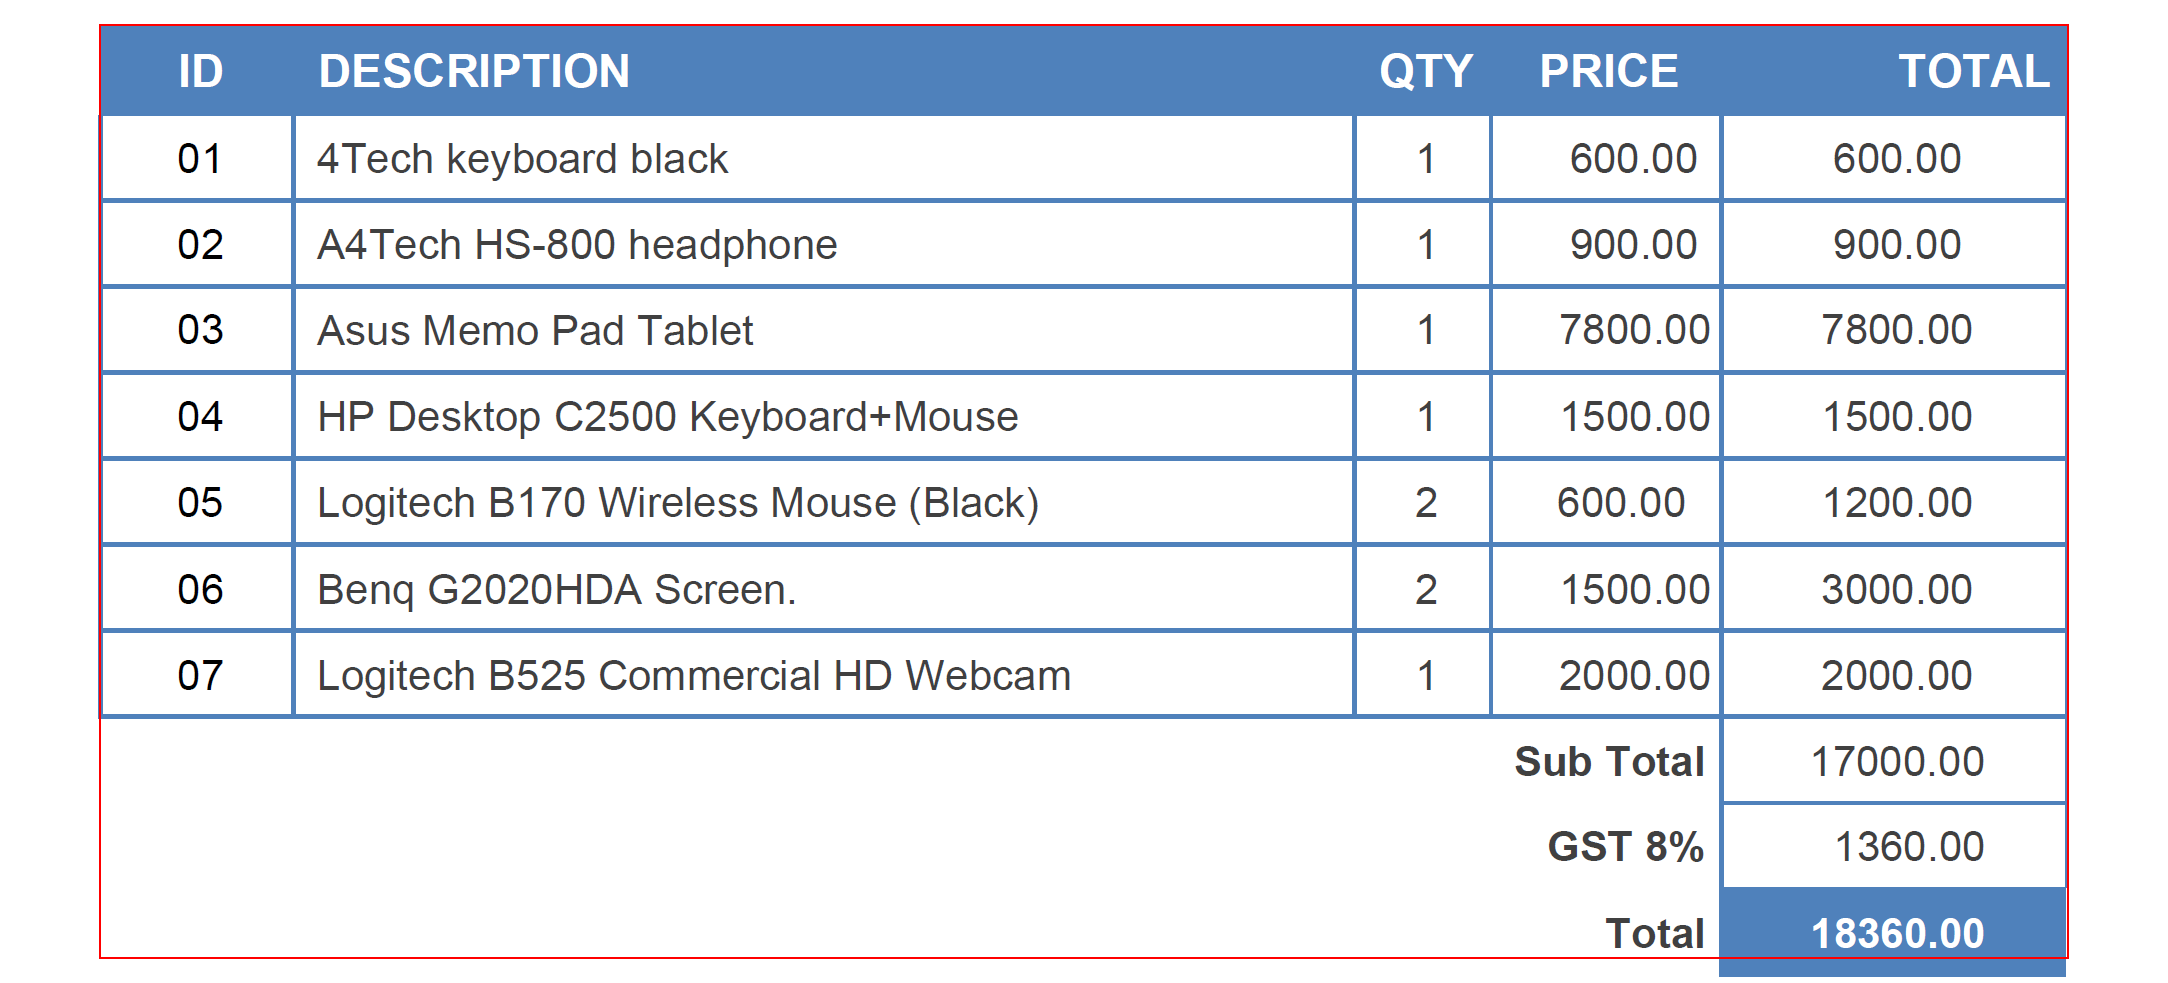 ID DESCRIPTION QTY PRICE TOTAL
01 4Tech keyboard black 1 600.00 600.00
02 A4Tech HS-800 headphone 1 900.00 900.00
03 Asus Memo Pad Tablet 1 7800.00 7800.00
04 HP Desktop C2500 Keyboard+Mouse 1 1500.00 1500.00
05 Logitech B170 Wireless Mouse (Black) 2 600.00 1200.00
06 Benq G2020HDA Screen. 2 1500.00 3000.00
07 Logitech B525 Commercial HD Webcam 1 2000.00 2000.00
Sub Total 17000.00
GST 8% 1360.00
Total 18360.00